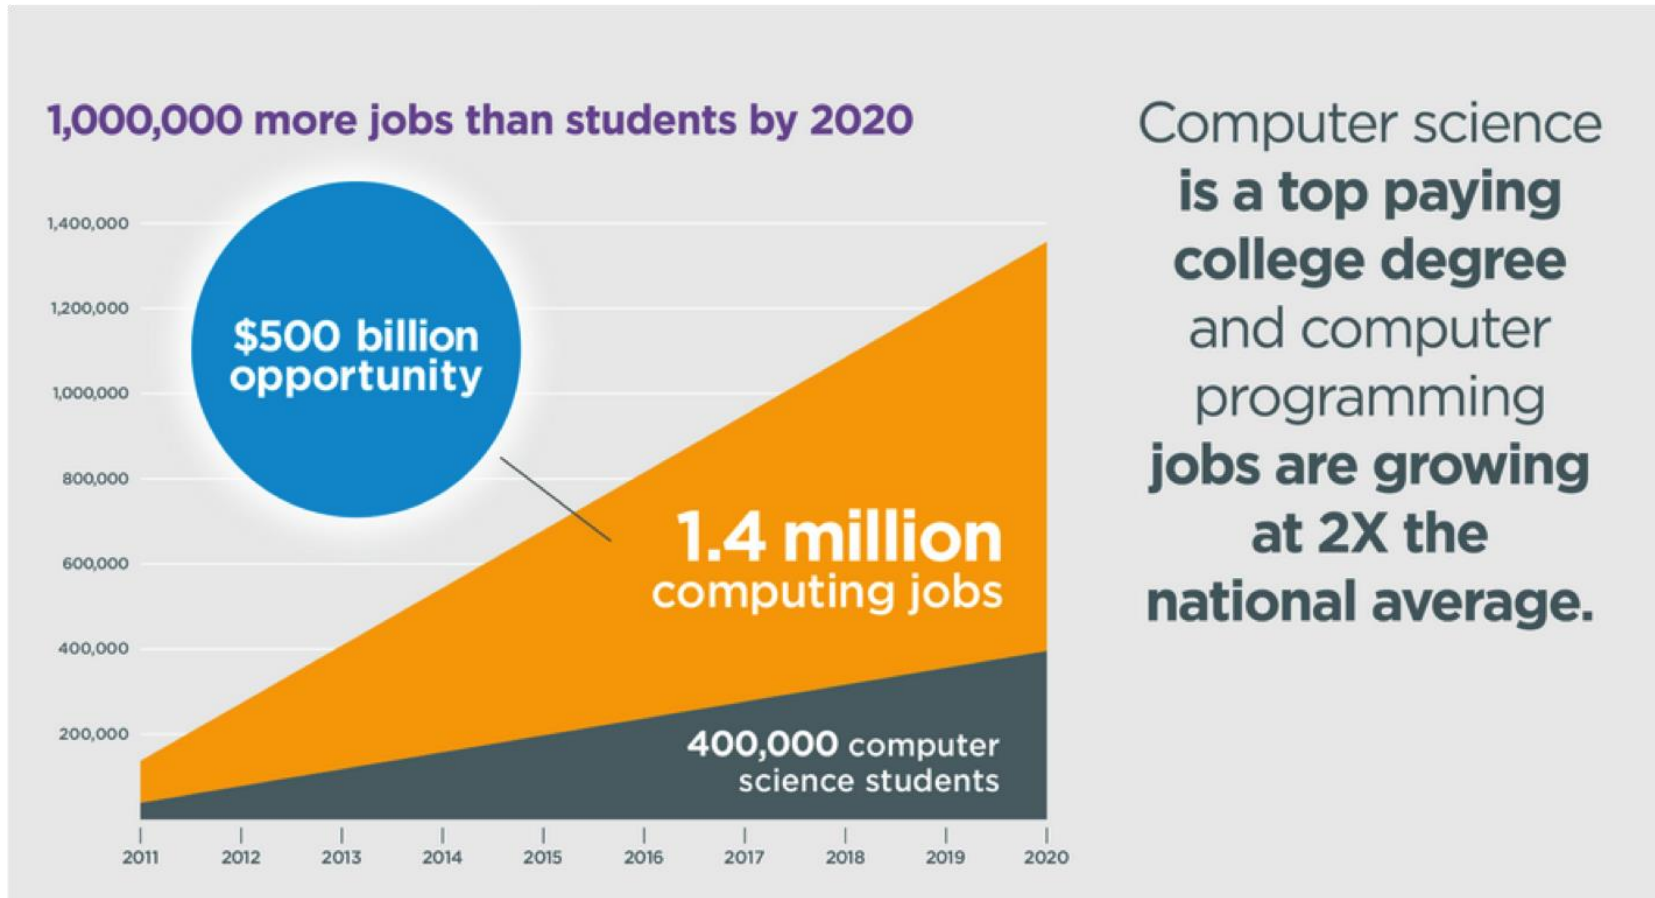 1,000,000 more jobs than students by 2020
1,400,000
1,200,000
1,000,000
800,000
600,000
400,000
200,000
$500 billion
opportunity
1.4 million
computing jobs
400,000 computer
science students
2011 2012 2013 2014 2015 2016 2017 2018 2019 2020
Computer science
is a top paying
college degree
and computer
programming
jobs are growing
at 2X the
national average.